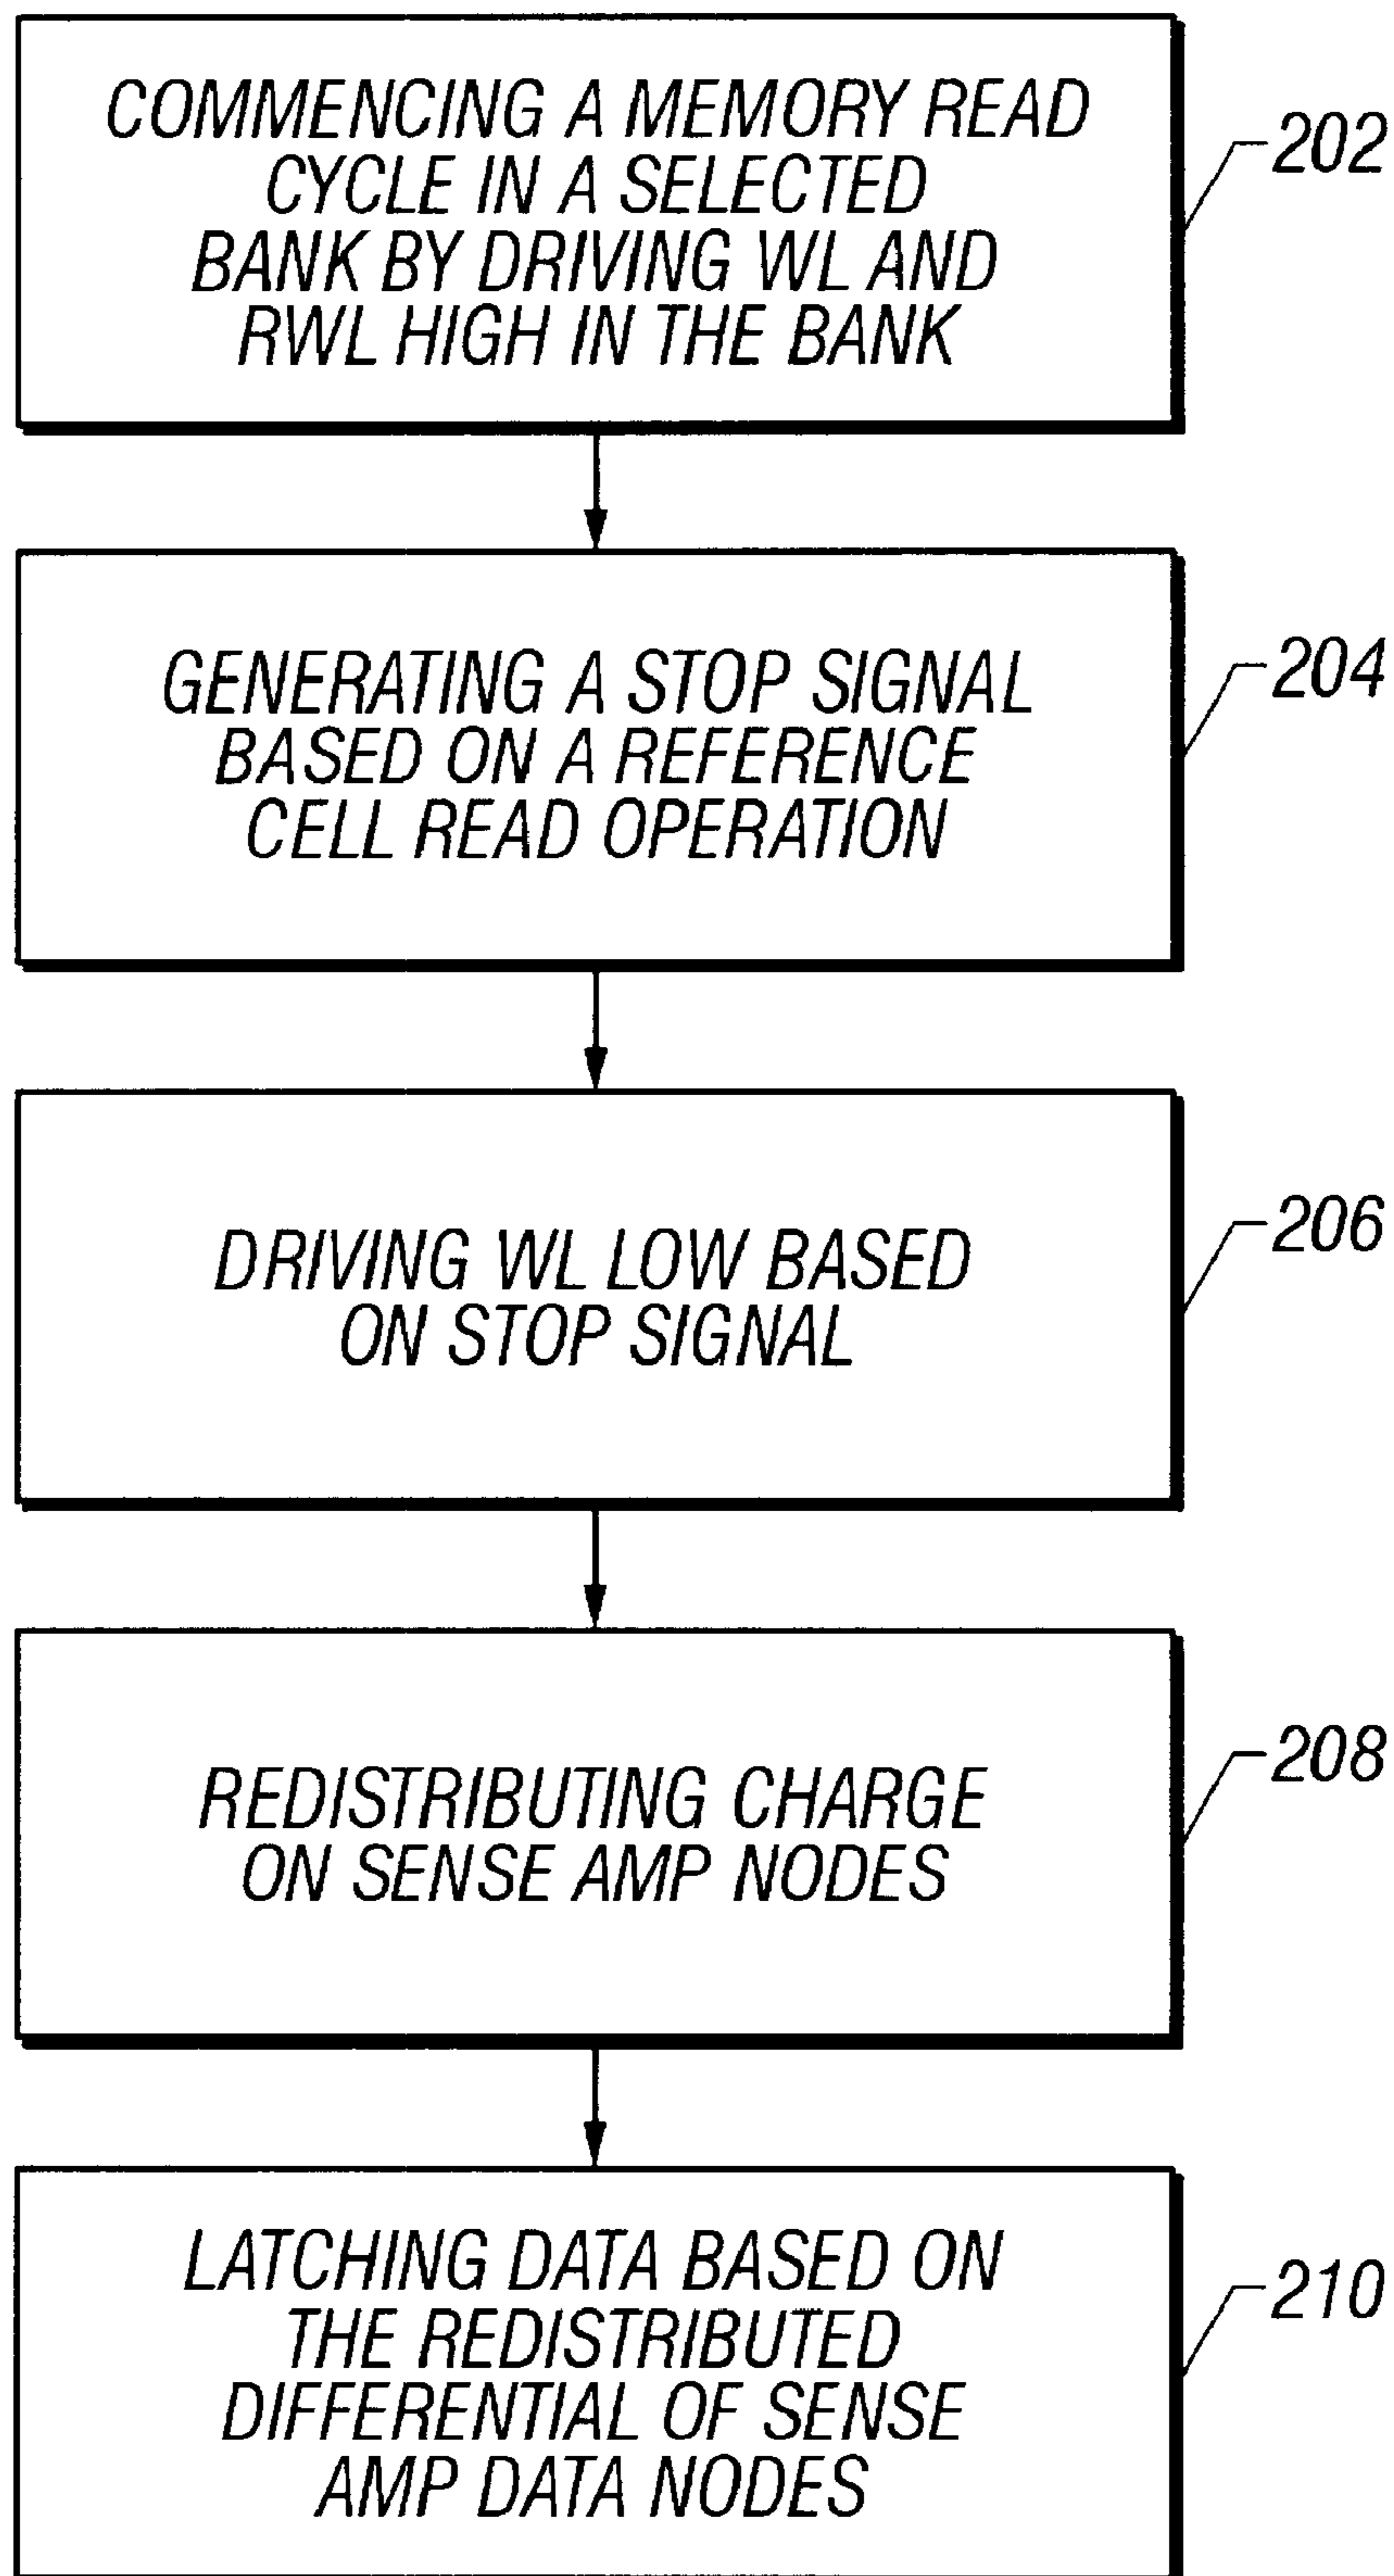 COMMENCING A MEMORY READ
CYCLE IN A SELECTED
BANK BY DRIVING WL AND
RWL HIGH IN THE BANK
202
GENERATING A STOP SIGNAL
BASED ON A REFERENCE
CELL READ OPERATION
204
DRIVING WL LOW BASED
ON STOP SIGNAL
206
REDISTRIBUTING CHARGE
ON SENSE AMP NODES
208
LATCHING DATA BASED ON
THE REDISTRIBUTED
DIFFERENTIAL OF SENSE
AMP DATA NODES
210